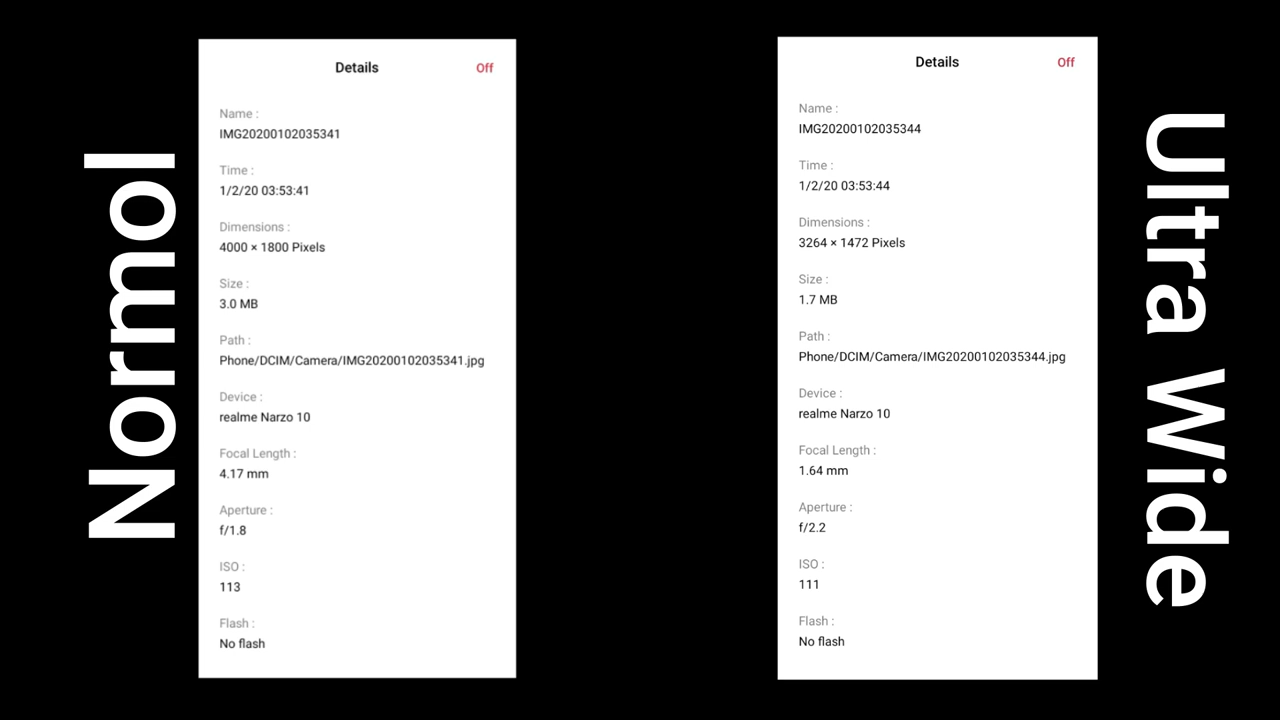 Normol
Details
Off
Name :
IMG20200102035341
Time :
1/2/20 03:53:41
Dimensions :
4000 × 1800 Pixels
Size :
3.0 MB
Path :
Phone/DCIM/Camera/IMG20200102035341.jpg
Device :
realme Narzo 10
Focal Length :
4.17 mm
Aperture :
f/1.8
ISO :
113
Flash :
No flash
Details
Off
Name :
IMG20200102035344
Time :
1/2/20 03:53:44
Dimensions :
3264 × 1472 Pixels
Size :
1.7 MB
Path :
Phone/DCIM/Camera/IMG20200102035344.jpg
Device :
realme Narzo 10
Focal Length :
1.64 mm
Aperture :
f/2.2
ISO :
111
Flash :
No flash
Ultra Wide